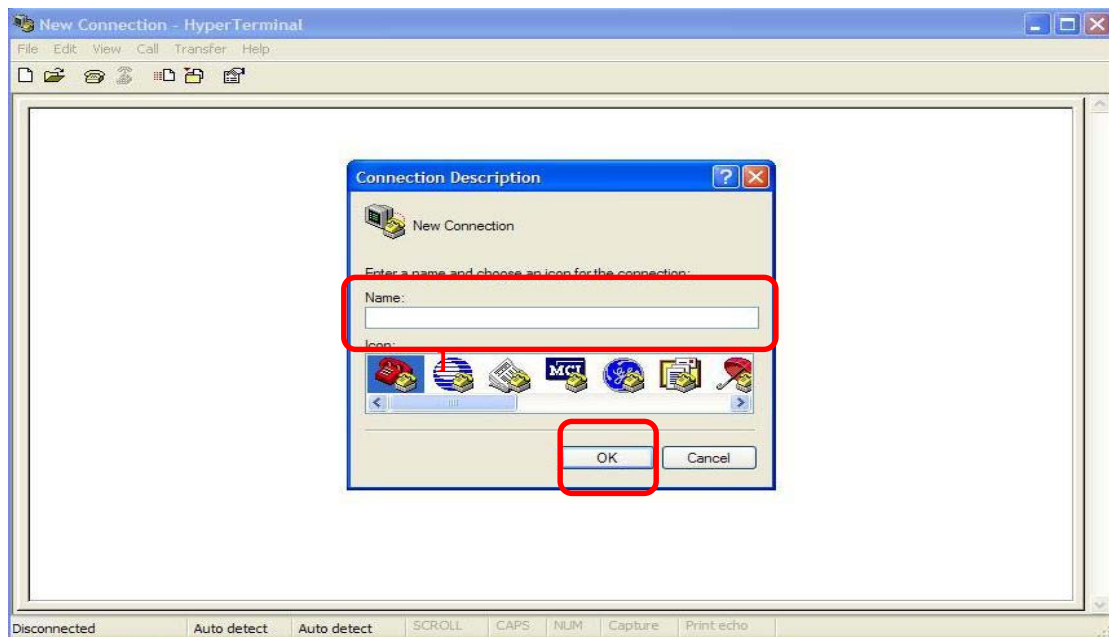 New Connection - HyperTerminal
File Edit View Call Transfer Help
Connection Description
New Connection
Enter a name and choose an icon for the connection:
Name:
Icon:
MCI
OK Cancel
Disconnected Auto detect Auto detect SCROLL CAPS NUM Capture Print echo